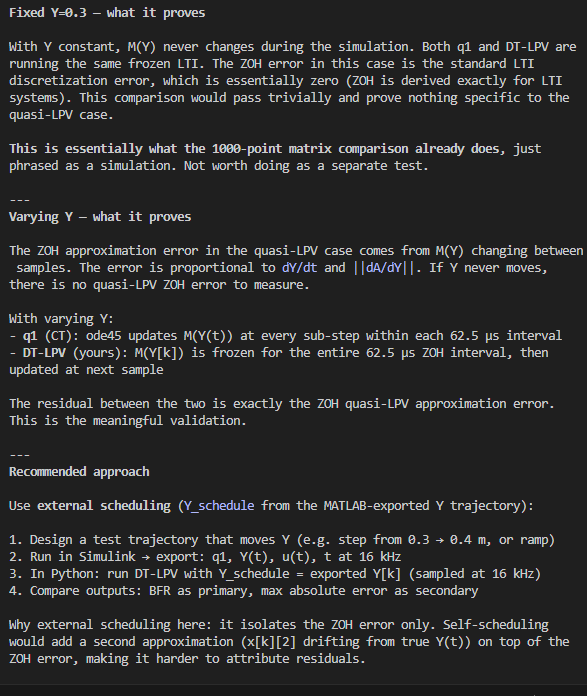 Fixed Y=0.3 — what it proves
With Y constant, M(Y) never changes during the simulation. Both q1 and DT-LPV are
running the same frozen LTI. The ZOH error in this case is the standard LTI
discretization error, which is essentially zero (ZOH is derived exactly for LTI
systems). This comparison would pass trivially and prove nothing specific to the
quasi-LPV case.
This is essentially what the 1000-point matrix comparison already does, just
phrased as a simulation. Not worth doing as a separate test.
---
Varying Y — what it proves
The ZOH approximation error in the quasi-LPV case comes from M(Y) changing between
samples. The error is proportional to dY/dt and ||dA/dY||. If Y never moves,
there is no quasi-LPV ZOH error to measure.
With varying Y:
- q1 (CT): ode45 updates M(Y(t)) at every sub-step within each 62.5 µs interval
- DT-LPV (yours): M(Y[k]) is frozen for the entire 62.5 µs ZOH interval, then
updated at next sample
The residual between the two is exactly the ZOH quasi-LPV approximation error.
This is the meaningful validation.
---
Recommended approach
Use external scheduling (Y_schedule from the MATLAB-exported Y trajectory):
1. Design a test trajectory that moves Y (e.g. step from 0.3 → 0.4 m, or ramp)
2. Run in Simulink → export: q1, Y(t), u(t), t at 16 kHz
3. In Python: run DT-LPV with Y_schedule = exported Y[k] (sampled at 16 kHz)
4. Compare outputs: BFR as primary, max absolute error as secondary
Why external scheduling here: it isolates the ZOH error only. Self-scheduling
would add a second approximation (x[k][2] drifting from true Y(t)) on top of the
ZOH error, making it harder to attribute residuals.